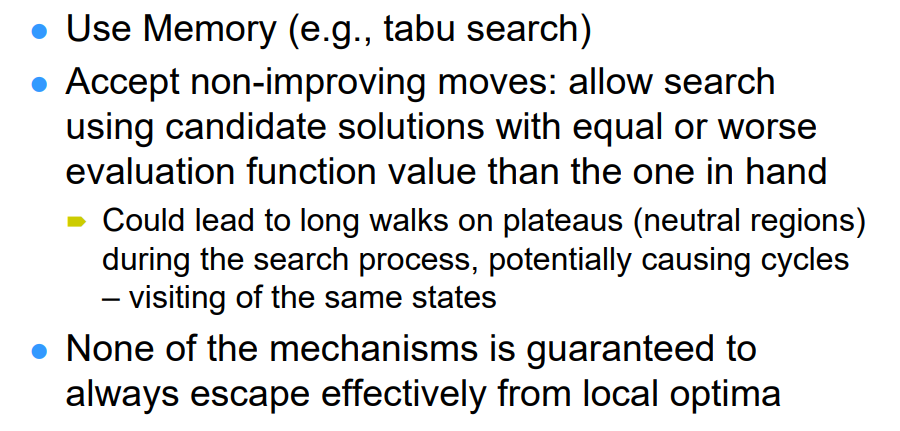 ● Use Memory (e.g., tabu search)
● Accept non-improving moves: allow search
using candidate solutions with equal or worse
evaluation function value than the one in hand
Could lead to long walks on plateaus (neutral regions)
during the search process, potentially causing cycles
– visiting of the same states
● None of the mechanisms is guaranteed to
always escape effectively from local optima